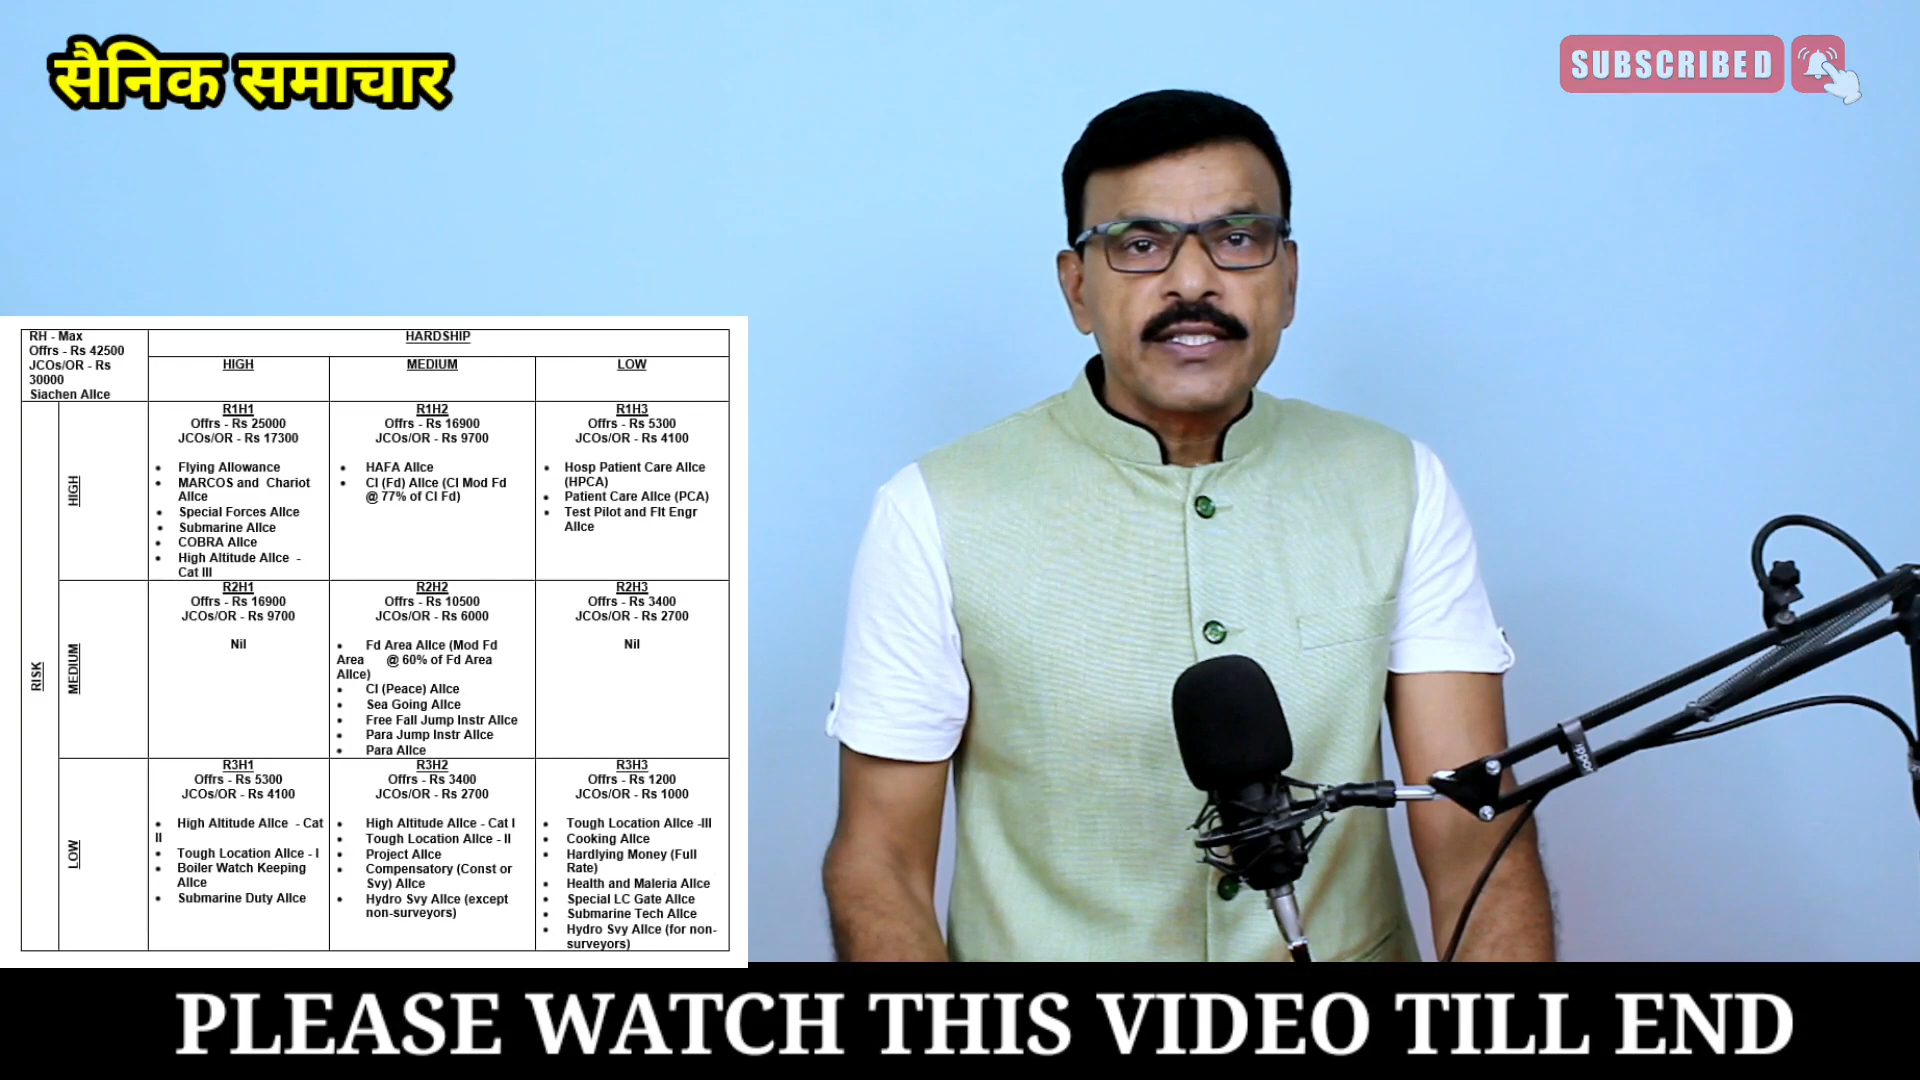 सैनिक समाचार
SUBSCRIBED
RH - Max
Offrs - Rs 42500
JCOs/OR - Rs
30000
Siachen Allce
HARDSHIP
HIGH
MEDIUM
LOW
RISK
HIGH
R1H1
Offrs - Rs 25000
JCOs/OR - Rs 17300
• Flying Allowance
• MARCOS and Chariot
Allce
• Special Forces Allce
• Submarine Allce
• COBRA Allce
• High Altitude Allce -
Cat III
R1H2
Offrs - Rs 16900
JCOs/OR - Rs 9700
• HAFA Allce
• CI (Fd) Allce (CI Mod Fd
@ 77% of CI Fd)
R1H3
Offrs - Rs 5300
JCOs/OR - Rs 4100
• Hosp Patient Care Allce
(HPCA)
• Patient Care Allce (PCA)
• Test Pilot and Flt Engr
Allce
MEDIUM
R2H1
Offrs - Rs 16900
JCOs/OR - Rs 9700
Nil
R2H2
Offrs - Rs 10500
JCOs/OR - Rs 6000
• Fd Area Allce (Mod Fd
Area @ 60% of Fd Area
Allce)
• CI (Peace) Allce
• Sea Going Allce
• Free Fall Jump Instr Allce
• Para Jump Instr Allce
• Para Allce
R2H3
Offrs - Rs 3400
JCOs/OR - Rs 2700
Nil
LOW
R3H1
Offrs - Rs 5300
JCOs/OR - Rs 4100
• High Altitude Allce - Cat
II
• Tough Location Allce - I
• Boiler Watch Keeping
Allce
• Submarine Duty Allce
R3H2
Offrs - Rs 3400
JCOs/OR - Rs 2700
• High Altitude Allce - Cat I
• Tough Location Allce - II
• Project Allce
• Compensatory (Const or
Svy) Allce
• Hydro Svy Allce (except
non-surveyors)
R3H3
Offrs - Rs 1200
JCOs/OR - Rs 1000
• Tough Location Allce -III
• Cooking Allce
• Hardlying Money (Full
Rate)
• Health and Maleria Allce
• Special LC Gate Allce
• Submarine Tech Allce
• Hydro Svy Allce (for non-
surveyors)
PLEASE WATCH THIS VIDEO TILL END